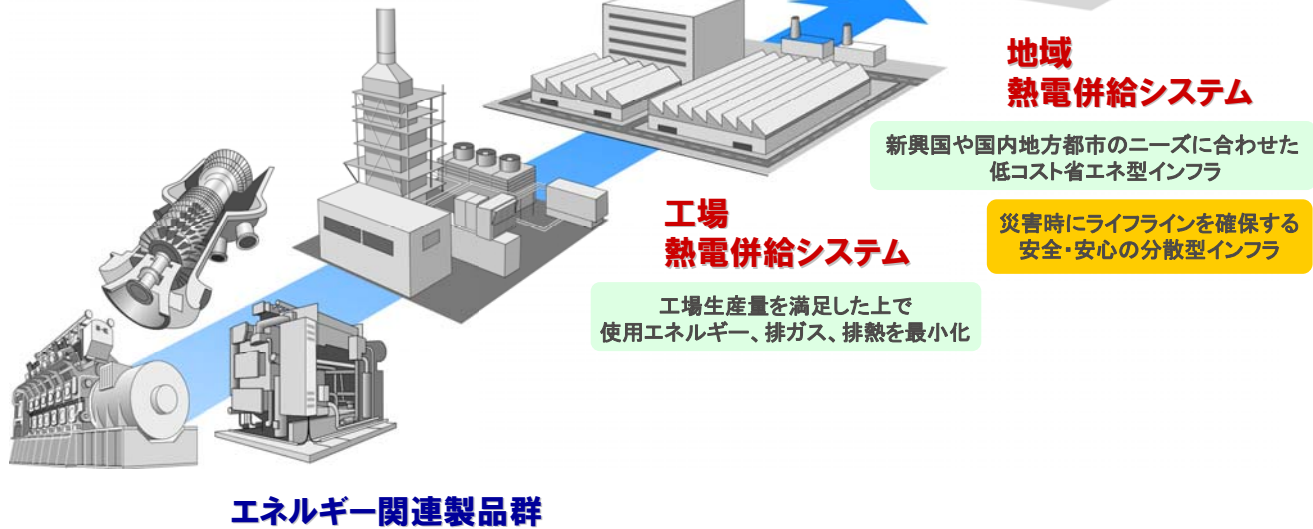 地域
熱電併給システム
新興国や国内地方都市のニーズに合わせた
低コスト省エネ型インフラ
災害時にライフラインを確保する
安全・安心の分散型インフラ
工場
熱電併給システム
工場生産量を満足した上で
使用エネルギー、排ガス、排熱を最小化
エネルギー関連製品群